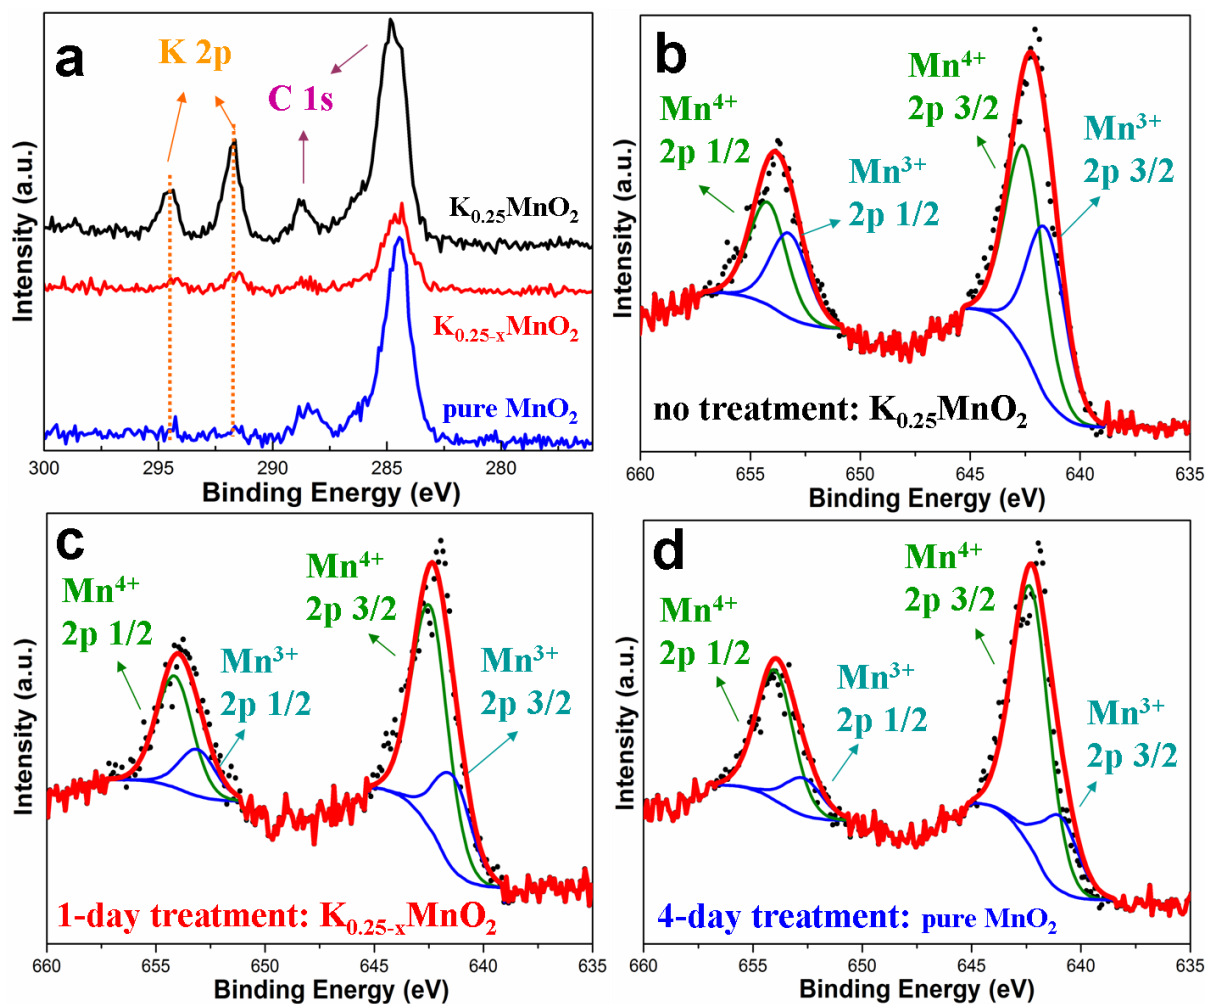 a
K 2p
C 1s
K0.25MnO2
K0.25-xMnO2
pure MnO2
Intensity (a.u.)
300 295 290 285 280
Binding Energy (eV)
b
Mn4+
2p 1/2
Mn3+
2p 1/2
Mn4+
2p 3/2
Mn3+
2p 3/2
no treatment: K0.25MnO2
Intensity (a.u.)
660 655 650 645 640 635
Binding Energy (eV)
c
Mn4+
2p 1/2
Mn3+
2p 1/2
Mn4+
2p 3/2
Mn3+
2p 3/2
1-day treatment: K0.25-xMnO2
Intensity (a.u.)
660 655 650 645 640 635
Binding Energy (eV)
d
Mn4+
2p 1/2
Mn3+
2p 1/2
Mn4+
2p 3/2
Mn3+
2p 3/2
4-day treatment: pure MnO2
Intensity (a.u.)
660 655 650 645 640 635
Binding Energy (eV)